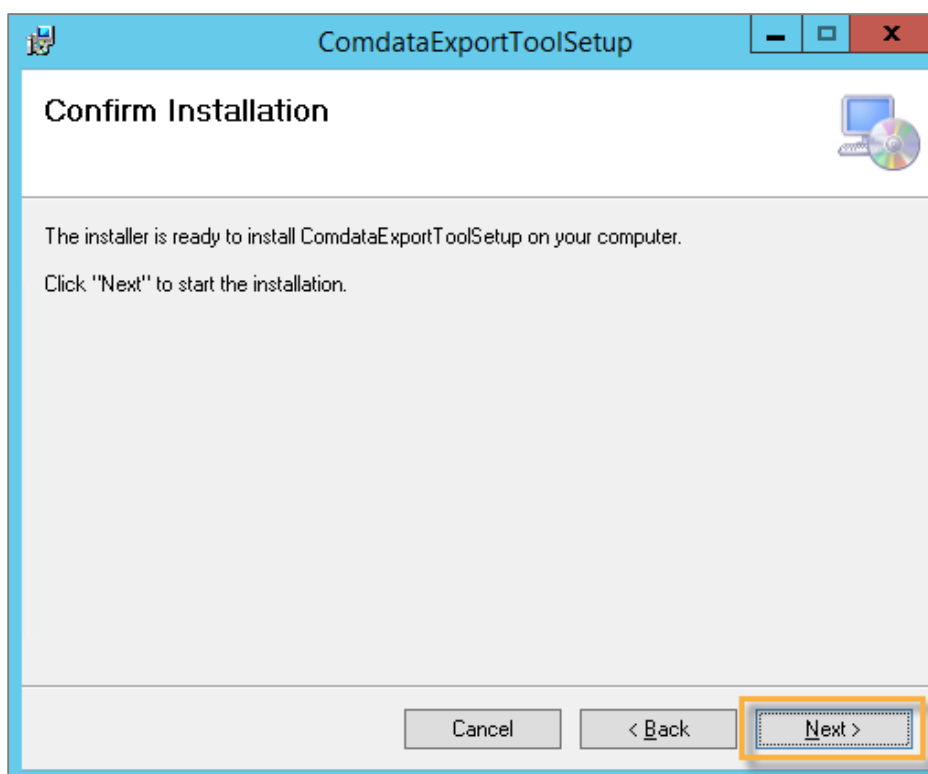 ComdataExportToolSetup
Confirm Installation
The installer is ready to install ComdataExportToolSetup on your computer.
Click "Next" to start the installation.
Cancel
< Back
Next >